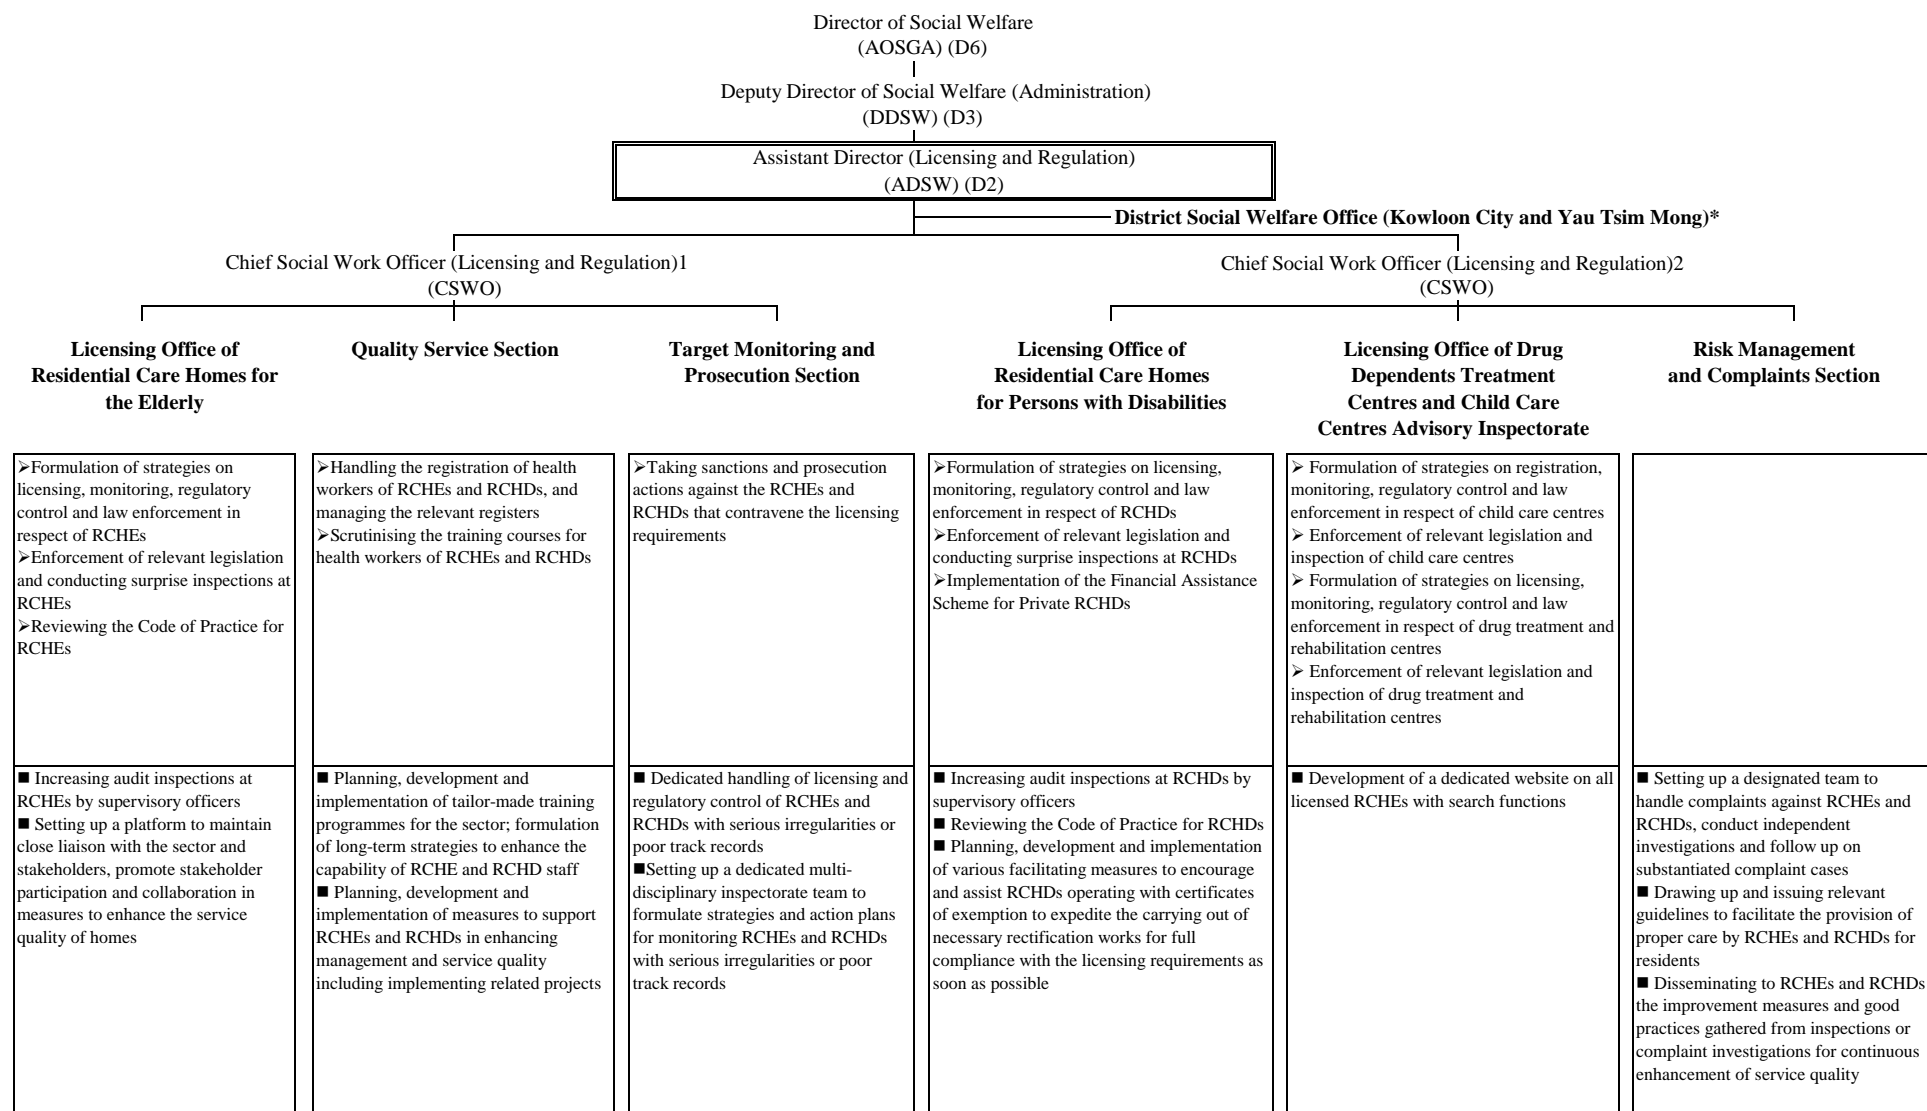 Director of Social Welfare
(AOSGA) (D6)
Deputy Director of Social Welfare (Administration)
(DDSW) (D3)
Assistant Director (Licensing and Regulation)
(ADSW) (D2)
District Social Welfare Office (Kowloon City and Yau Tsim Mong)*
Chief Social Work Officer (Licensing and Regulation)1
(CSWO)
Chief Social Work Officer (Licensing and Regulation)2
(CSWO)
Licensing Office of
Residential Care Homes for
the Elderly
Quality Service Section
Target Monitoring and
Prosecution Section
Licensing Office of
Residential Care Homes
for Persons with Disabilities
Licensing Office of Drug
Dependents Treatment
Centres and Child Care
Centres Advisory Inspectorate
Risk Management
and Complaints Section
➢Formulation of strategies on
licensing, monitoring, regulatory
control and law enforcement in
respect of RCHEs
➢Enforcement of relevant legislation
and conducting surprise inspections at
RCHEs
➢Reviewing the Code of Practice for
RCHEs
➢Handling the registration of health
workers of RCHEs and RCHDs, and
managing the relevant registers
➢Scrutinising the training courses for
health workers of RCHEs and RCHDs
➢Taking sanctions and prosecution
actions against the RCHEs and
RCHDs that contravene the licensing
requirements
➢Formulation of strategies on licensing,
monitoring, regulatory control and law
enforcement in respect of RCHDs
➢Enforcement of relevant legislation and
conducting surprise inspections at RCHDs
➢Implementation of the Financial Assistance
Scheme for Private RCHDs
➢ Formulation of strategies on registration,
monitoring, regulatory control and law
enforcement in respect of child care centres
➢ Enforcement of relevant legislation and
inspection of child care centres
➢ Formulation of strategies on licensing,
monitoring, regulatory control and law
enforcement in respect of drug treatment and
rehabilitation centres
➢ Enforcement of relevant legislation and
inspection of drug treatment and
rehabilitation centres
■ Increasing audit inspections at
RCHEs by supervisory officers
■ Setting up a platform to maintain
close liaison with the sector and
stakeholders, promote stakeholder
participation and collaboration in
measures to enhance the service
quality of homes
■ Planning, development and
implementation of tailor-made training
programmes for the sector; formulation
of long-term strategies to enhance the
capability of RCHE and RCHD staff
■ Planning, development and
implementation of measures to support
RCHEs and RCHDs in enhancing
management and service quality
including implementing related projects
■ Dedicated handling of licensing and
regulatory control of RCHEs and
RCHDs with serious irregularities or
poor track records
■Setting up a dedicated multi-
disciplinary inspectorate team to
formulate strategies and action plans
for monitoring RCHEs and RCHDs
with serious irregularities or poor
track records
■ Increasing audit inspections at RCHDs by
supervisory officers
■ Reviewing the Code of Practice for RCHDs
■ Planning, development and implementation
of various facilitating measures to encourage
and assist RCHDs operating with certificates
of exemption to expedite the carrying out of
necessary rectification works for full
compliance with the licensing requirements as
soon as possible
■ Development of a dedicated website on all
licensed RCHEs with search functions
■ Setting up a designated team to
handle complaints against RCHEs and
RCHDs, conduct independent
investigations and follow up on
substantiated complaint cases
■ Drawing up and issuing relevant
guidelines to facilitate the provision of
proper care by RCHEs and RCHDs for
residents
■ Disseminating to RCHEs and RCHDs
the improvement measures and good
practices gathered from inspections or
complaint investigations for continuous
enhancement of service quality